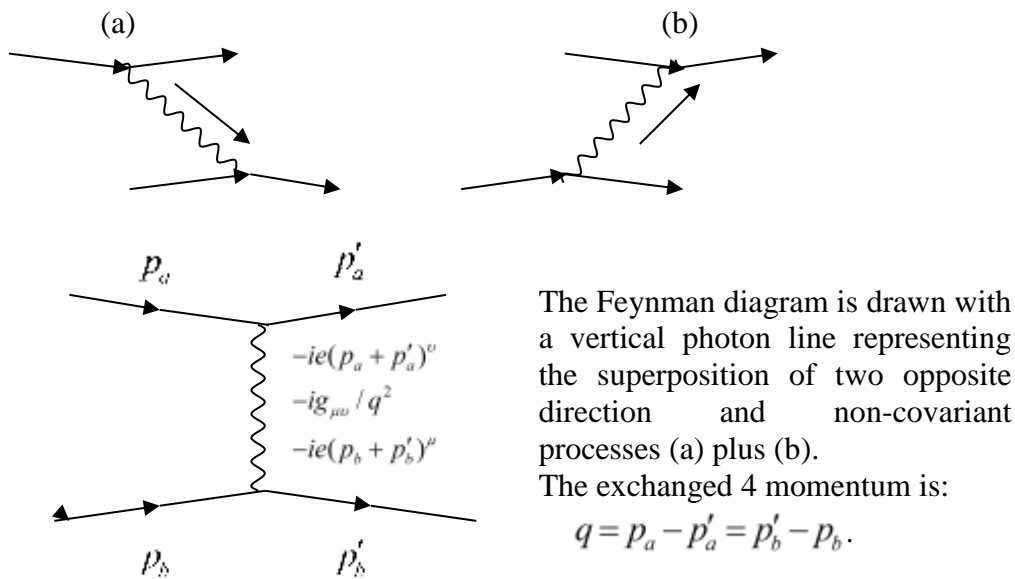 (a)
(b)
p_a
p'_a
The Feynman diagram is drawn with
a vertical photon line representing
the superposition of two opposite
direction and non-covariant
processes (a) plus (b).
The exchanged 4 momentum is:
q = p_a − p'_a = p'_b − p_b.
−ie(p_a + p'_a)^υ
−ig_μυ / q^2
−ie(p_b + p'_b)^μ
p_b
p'_b